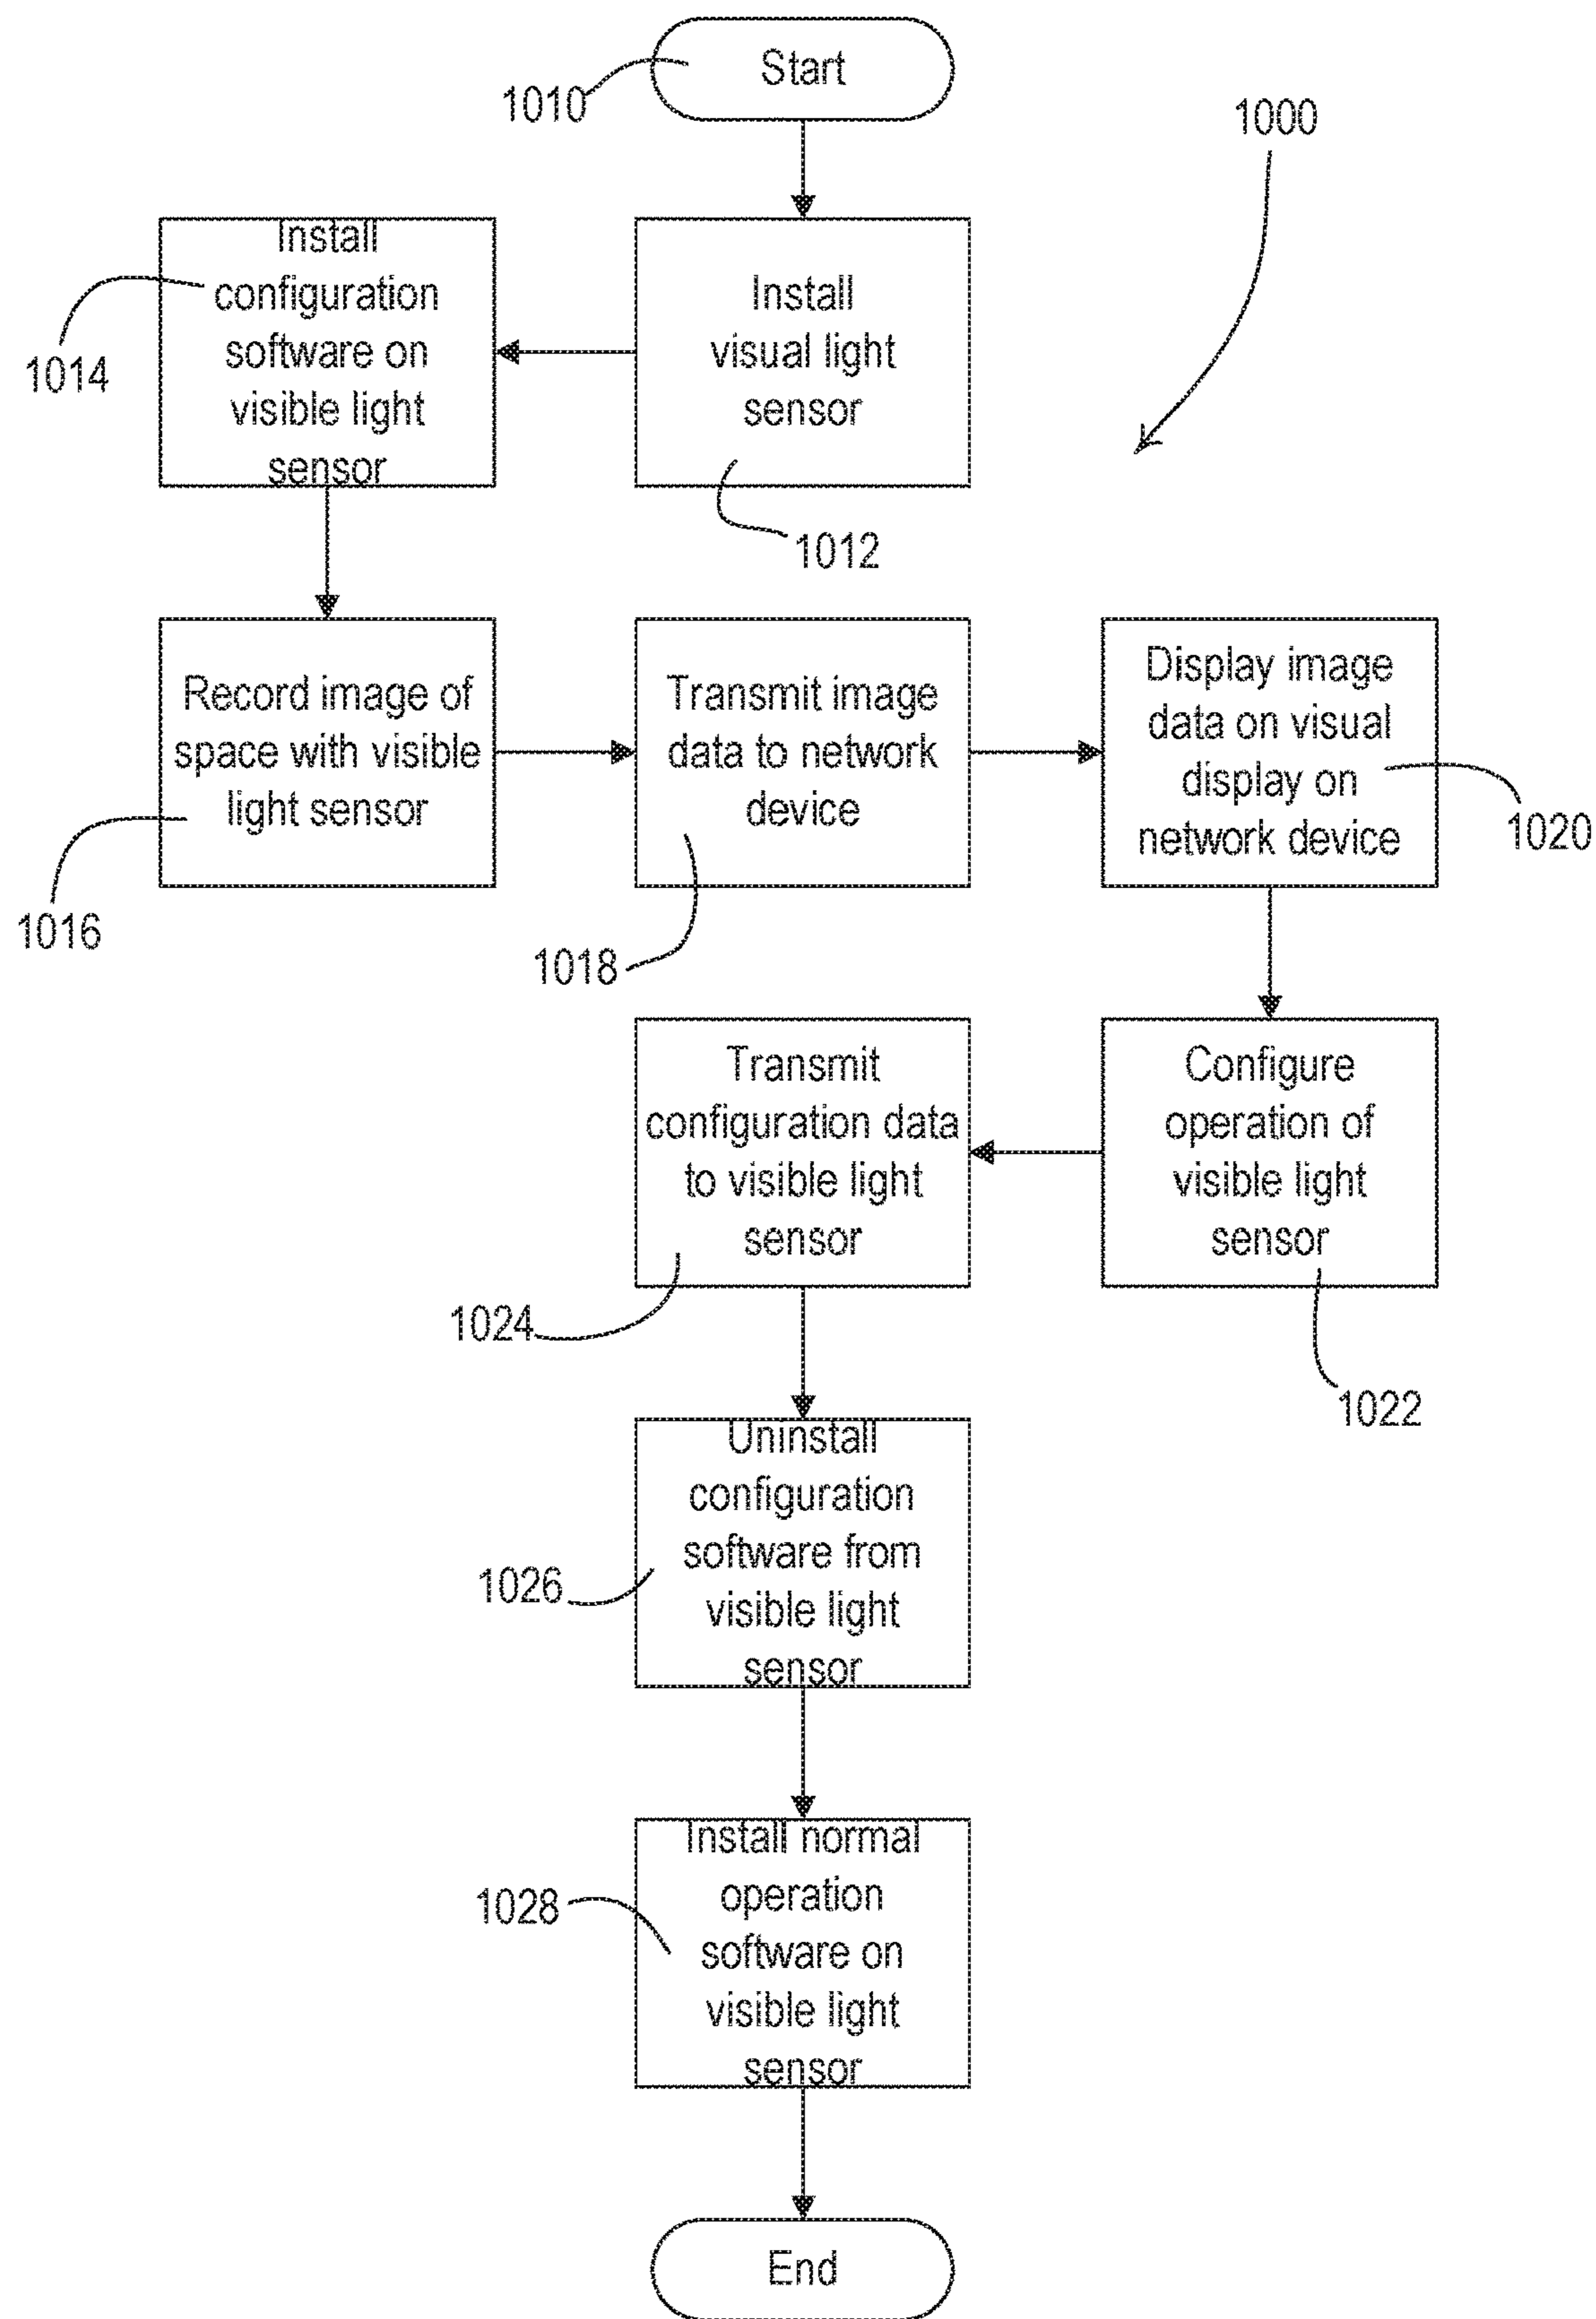 Start
1010
1000
Install
configuration
software on
visible light
sensor
1014
Install
visual light
sensor
1012
Record image of
space with visible
light sensor
1016
Transmit image
data to network
device
1018
Display image
data on visual
display on
network device
1020
Configure
operation of
visible light
sensor
1022
Transmit
configuration data
to visible light
sensor
1024
Uninstall
configuration
software from
visible light
sensor
1026
Install normal
operation
software on
visible light
sensor
1028
End